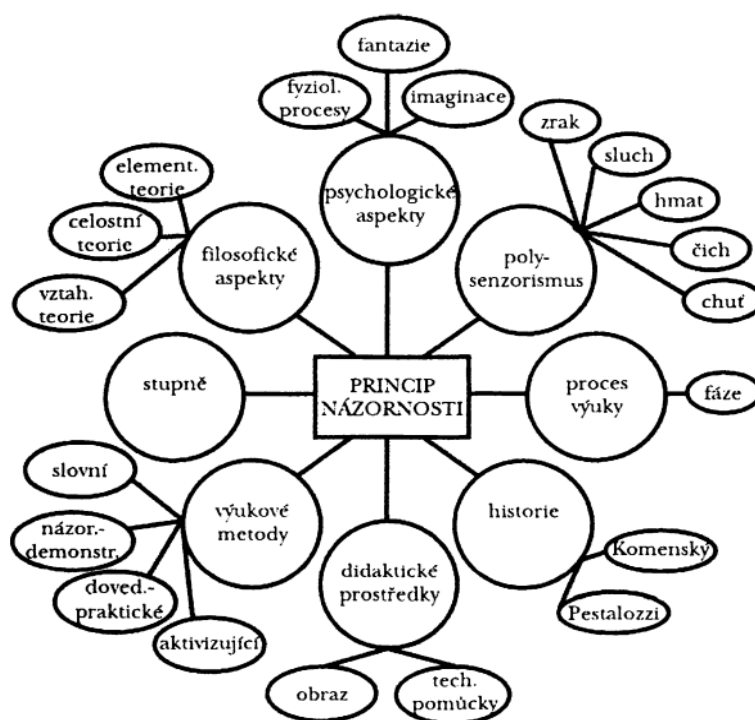 fantazie
fyziol.
procesy
imaginace
psychologické
aspekty
zrak
sluch
hmat
čich
chuť
poly-
senzorismus
element.
teorie
celostní
teorie
vztah.
teorie
filosofické
aspekty
stupně
PRINCIP
NÁZORNOSTI
proces
výuky
fáze
slovní
názor.-
demonstr.
doved.-
praktické
aktivizující
výukové
metody
historie
Komenský
Pestalozzi
didaktické
prostředky
obraz
tech.
pomůcky